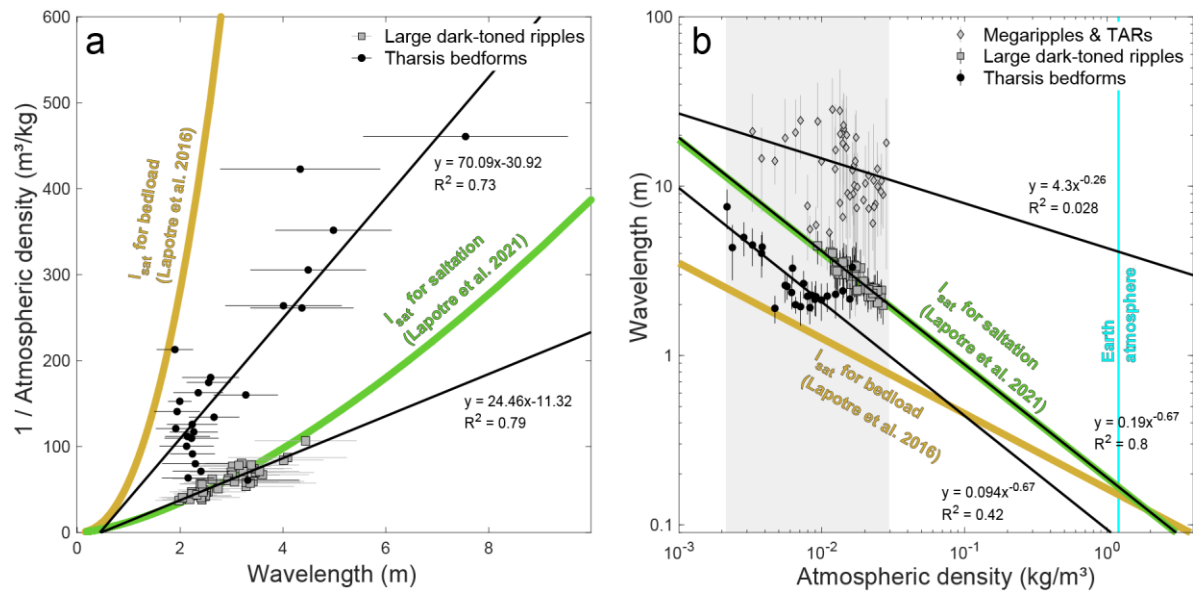 a
Large dark-toned ripples
Tharsis bedforms
600
500
400
300
200
100
0
1 / Atmospheric density (m³/kg)
l_sat for bedload
(Lapotre et al. 2016)
y = 70.09x-30.92
R² = 0.73
l_sat for saltation
(Lapotre et al. 2021)
y = 24.46x-11.32
R² = 0.79
0 2 4 6 8
Wavelength (m)
b
Megaripples & TARs
Large dark-toned ripples
Tharsis bedforms
100
10
1
0.1
Wavelength (m)
y = 4.3x^-0.26
R² = 0.028
l_sat for saltation
(Lapotre et al. 2021)
Earth
atmosphere
l_sat for bedload
(Lapotre et al. 2016)
y = 0.19x^-0.67
R² = 0.8
y = 0.094x^-0.67
R² = 0.42
10^-3 10^-2 10^-1 10^0
Atmospheric density (kg/m³)